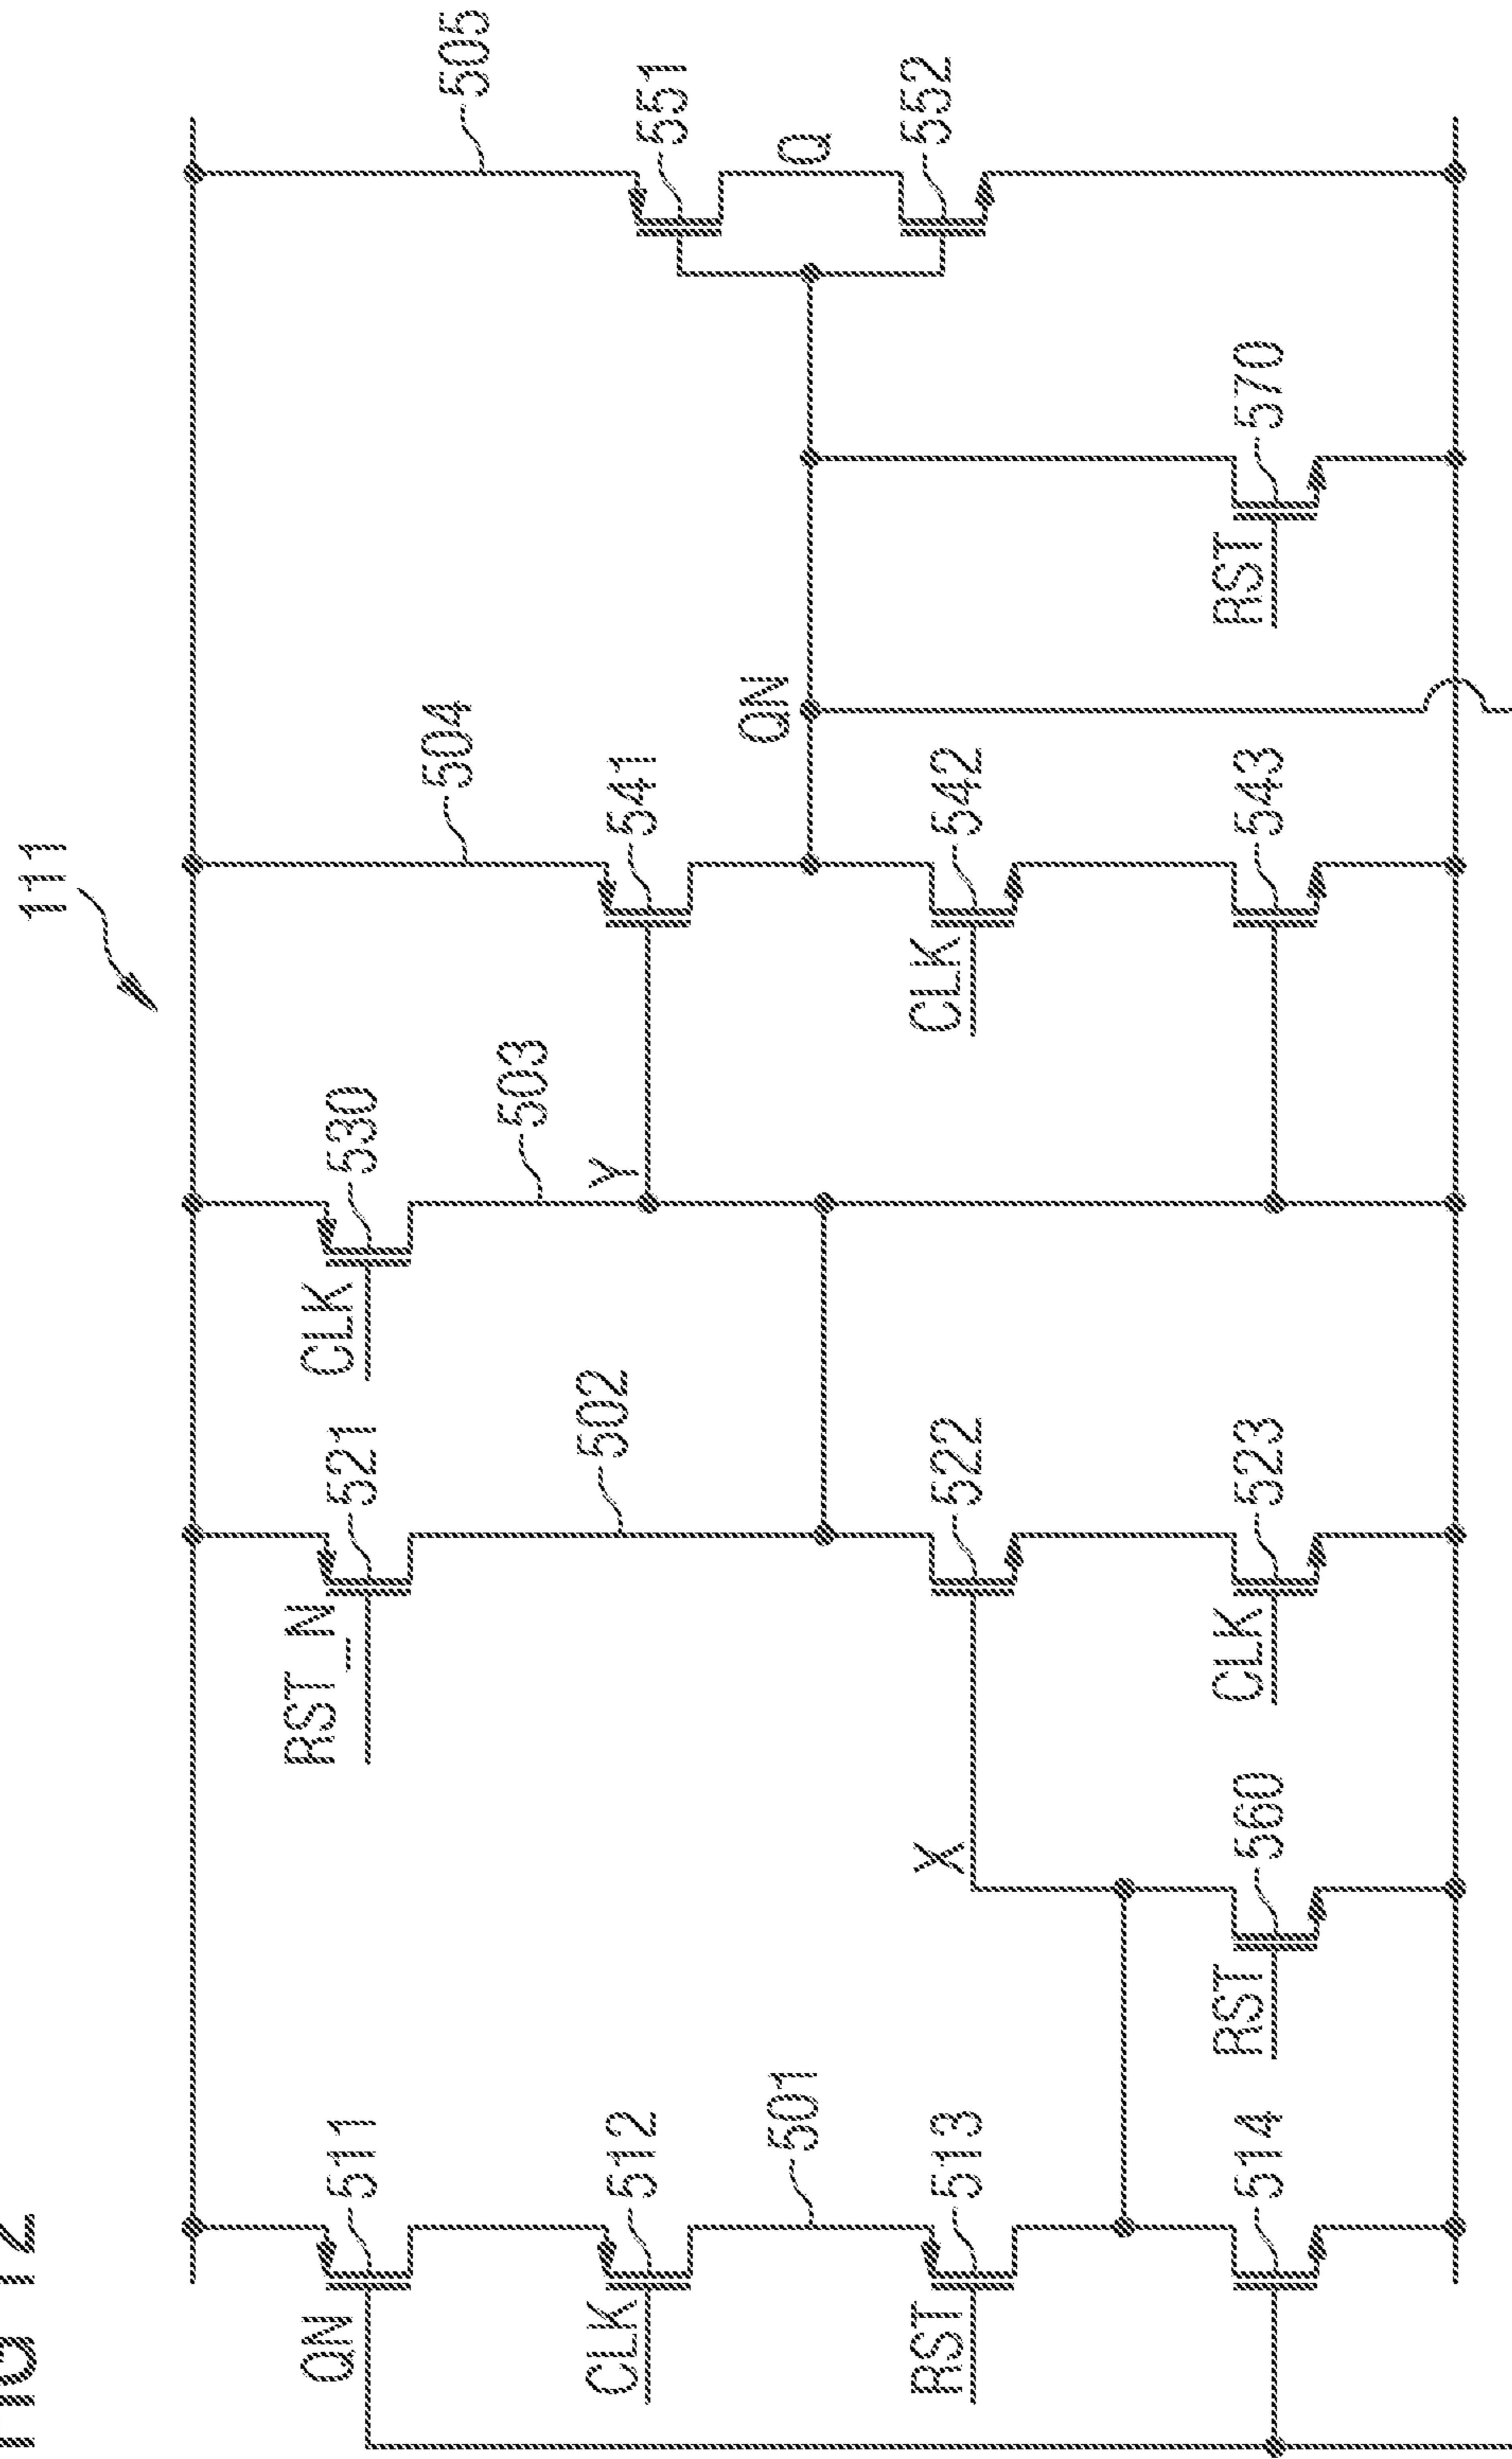 FIG 12
111
QN
511
CLK
512
501
RST
513
514
RST
560
X
RST_N
521
502
522
CLK
523
CLK
530
503
Y
504
541
QN
CLK
542
543
RST
570
505
551
Q
552